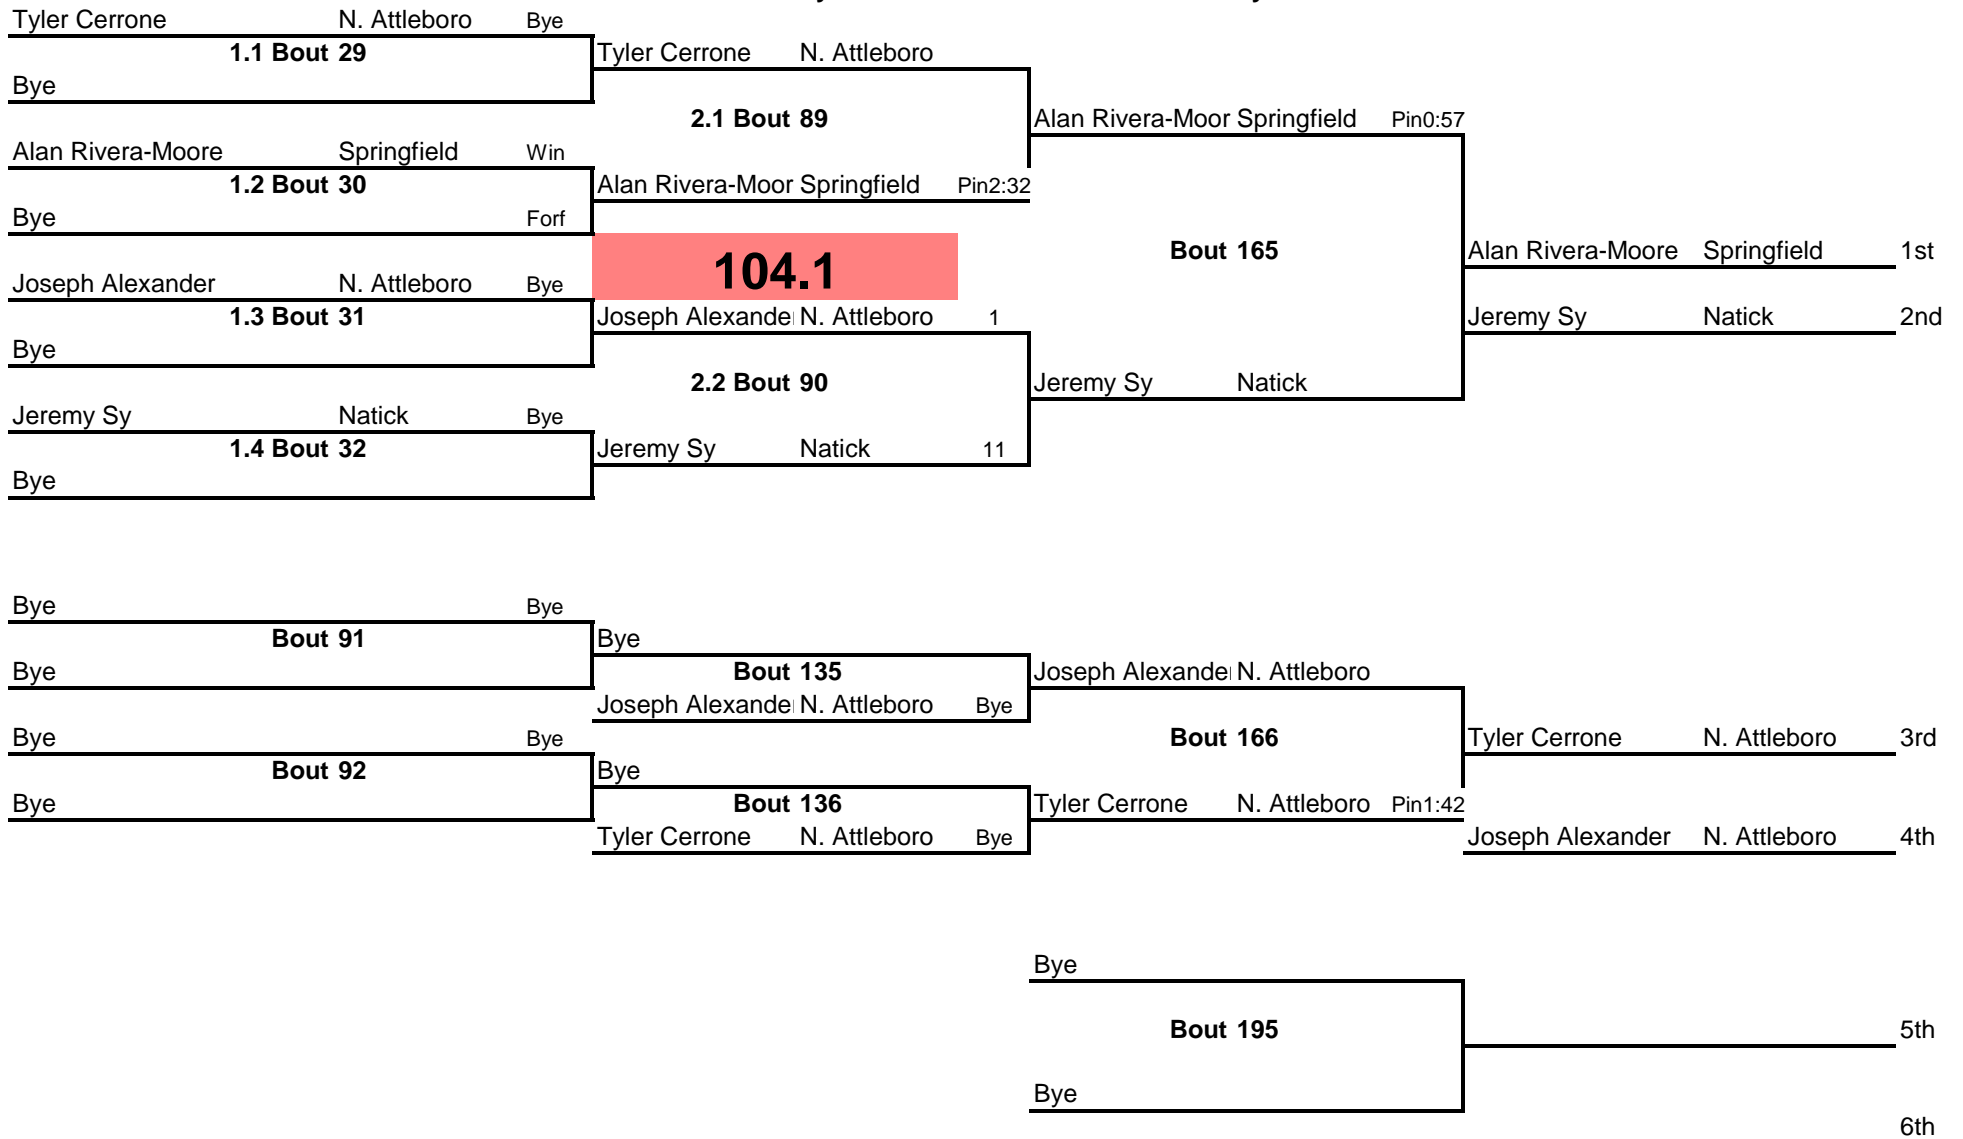 Tyler Cerrone N. Attleboro Bye
1.1 Bout 29 Tyler Cerrone N. Attleboro
Bye
2.1 Bout 89 Alan Rivera-Moor Springfield Pin0:57
Alan Rivera-Moore Springfield Win
1.2 Bout 30 Alan Rivera-Moor Springfield Pin2:32
Bye Forf
104.1 Bout 165 Alan Rivera-Moore Springfield 1st
Joseph Alexander N. Attleboro Bye
1.3 Bout 31 Joseph Alexande N. Attleboro 1 Jeremy Sy Natick 2nd
Bye
2.2 Bout 90 Jeremy Sy Natick
Jeremy Sy Natick Bye
1.4 Bout 32 Jeremy Sy Natick 11
Bye
Bye Bye
Bout 91 Bye
Bye Bout 135 Joseph Alexande N. Attleboro
Joseph Alexande N. Attleboro Bye
Bye Bye Bout 166 Tyler Cerrone N. Attleboro 3rd
Bout 92 Bye
Bye Bout 136 Tyler Cerrone N. Attleboro Pin1:42
Tyler Cerrone N. Attleboro Bye Joseph Alexander N. Attleboro 4th
Bye
Bout 195 5th
Bye
6th